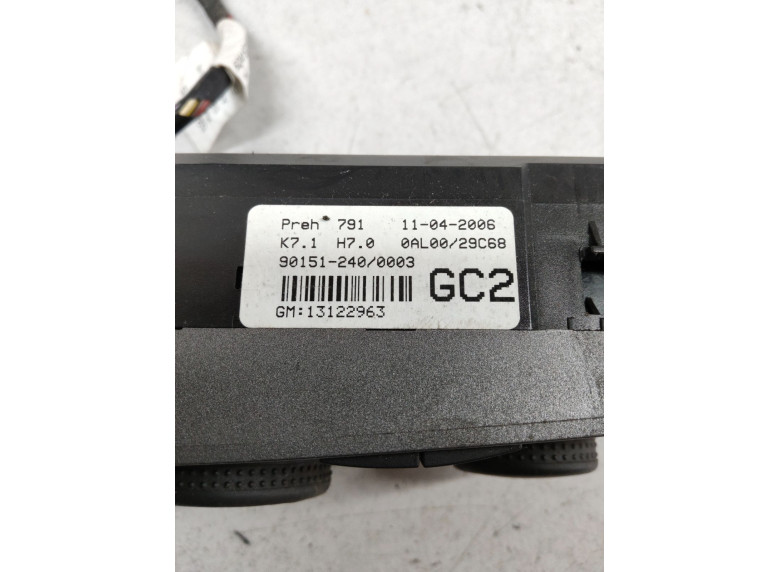 Preh 791 11-04-2006
K7.1 H7.0 0AL00/29C68
90151-240/0003
GC2
GM:13122963